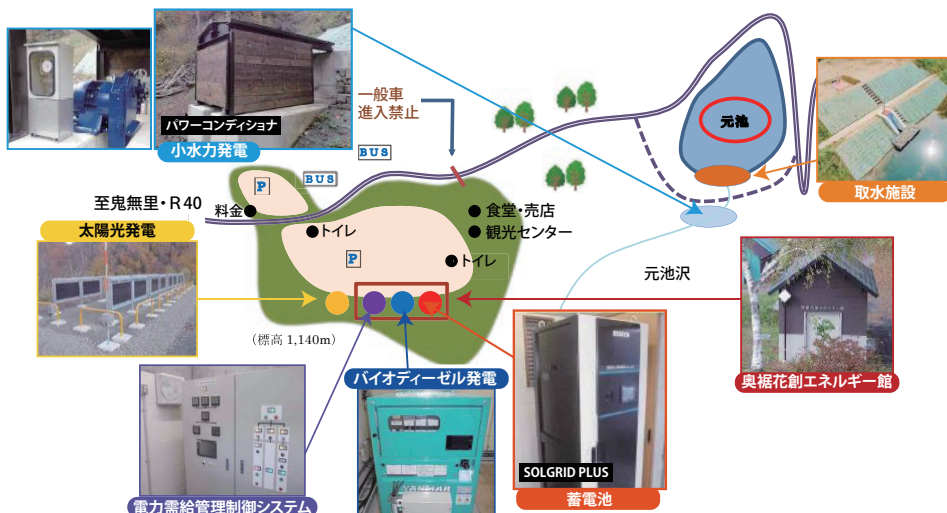 パワーコンディショナ
小水力発電
一般車
進入禁止
BUS
BUS
P
元池
取水施設
至鬼無里・R40
料金
太陽光発電
トイレ
食堂・売店
観光センター
P
トイレ
元池沢
(標高 1,140m)
奥裾花創エネルギー館
バイオディーゼル発電
YANMAR
SOLGRID PLUS
蓄電池
電力需給管理制御システム